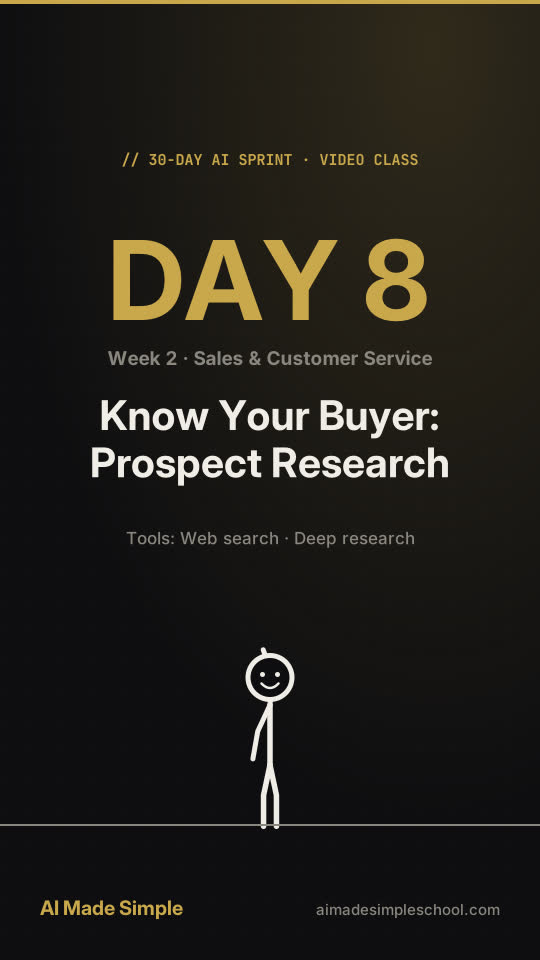 // 30-DAY AI SPRINT · VIDEO CLASS
DAY 8
Week 2 · Sales & Customer Service
Know Your Buyer:
Prospect Research
Tools: Web search · Deep research
AI Made Simple
aimadesimpleschool.com